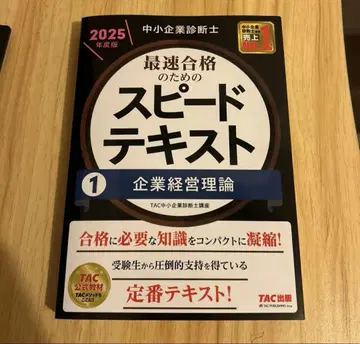 2025
年度版
中小企業診断士
売上
最速合格
のための
スピード
テキスト
1 企業経営理論
TAC中小企業診断士講座
合格に必要な知識をコンパクトに凝縮!
受験生から圧倒的支持を得ている
定番テキスト!
TAC
公式教材
TAC出版